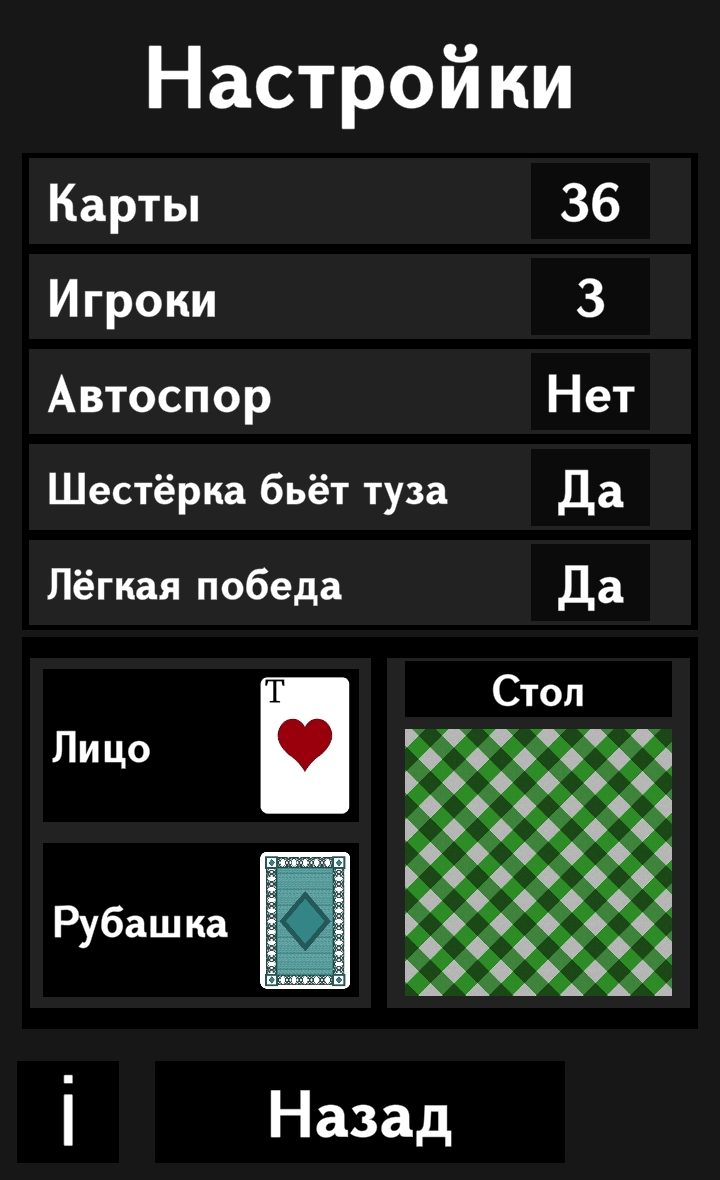 Настройки
Карты 36
Игроки 3
Автоспор Нет
Шестёрка бьёт туза Да
Лёгкая победа Да
Лицо
Т
Рубашка
Стол
i
Назад